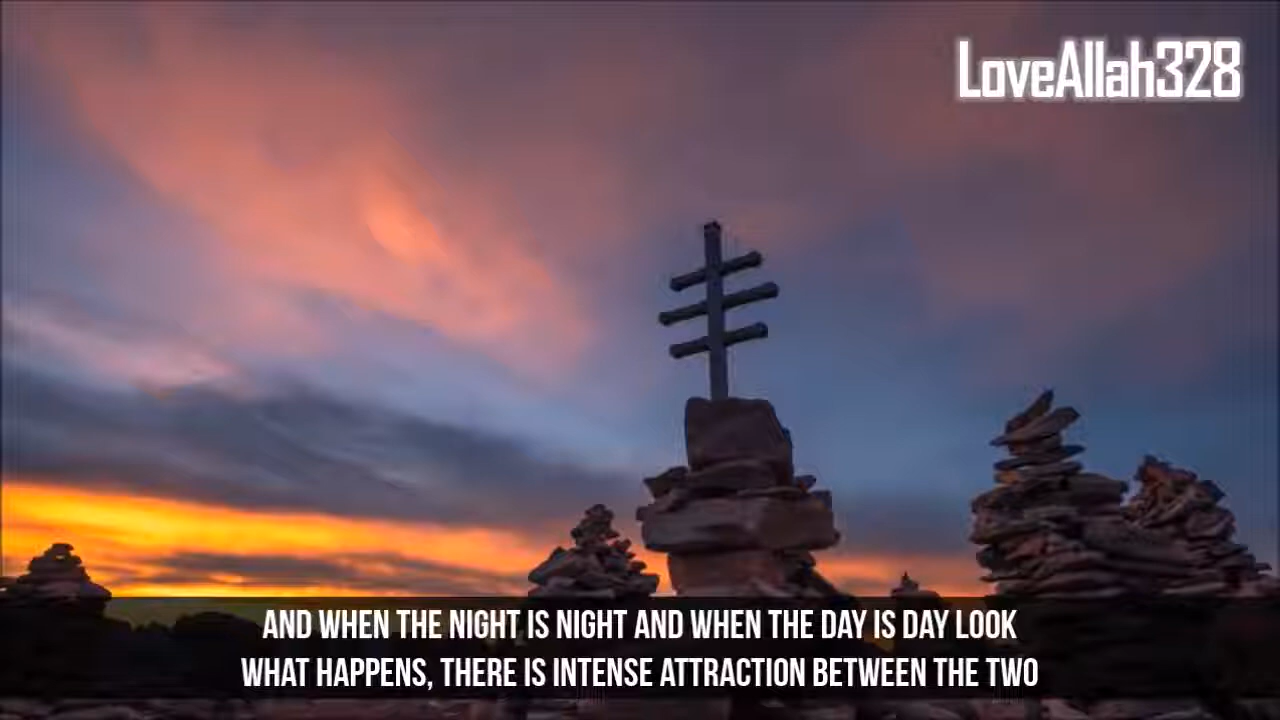 LoveAllah328
AND WHEN THE NIGHT IS NIGHT AND WHEN THE DAY IS DAY LOOK
WHAT HAPPENS, THERE IS INTENSE ATTRACTION BETWEEN THE TWO